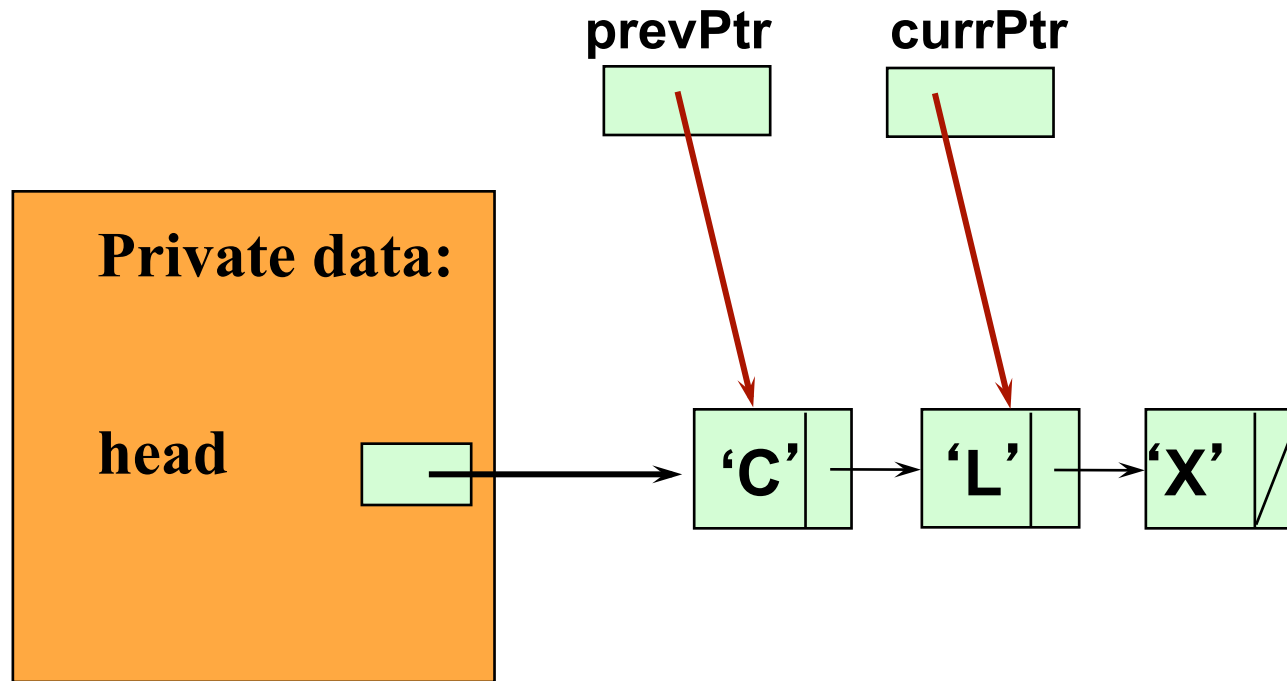 prevPtr currPtr
Private data:
head
‘C’ ‘L’ ‘X’